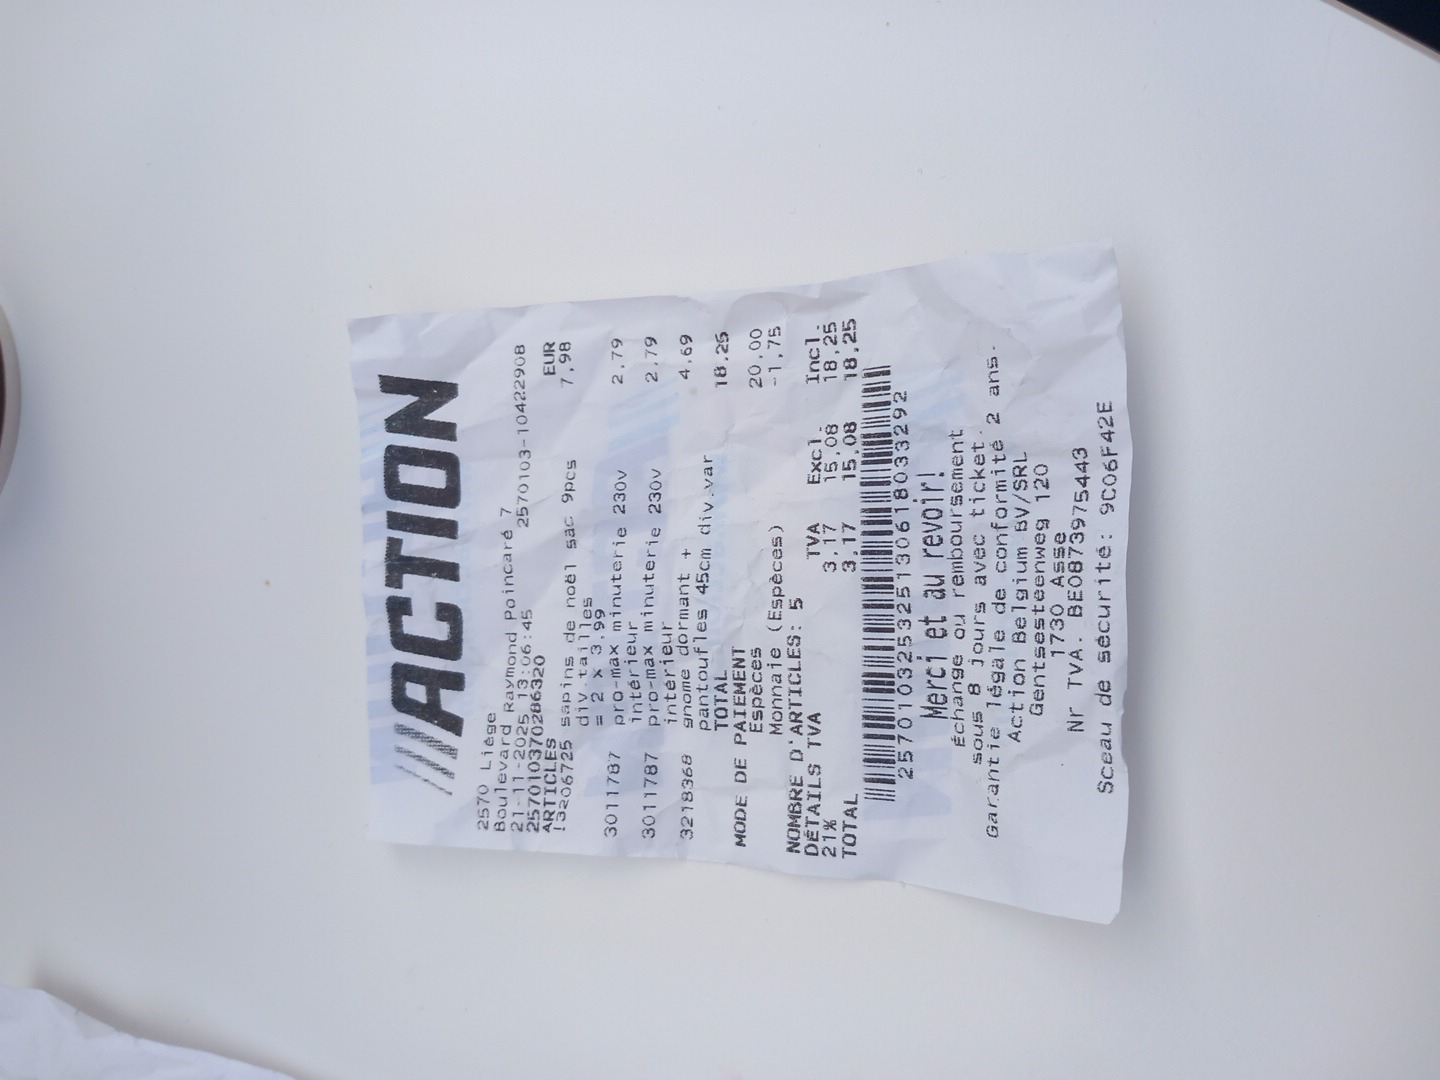 ACTION
2570 Liège
Boulevard Raymond Poincaré 7
21-11-2025 13:06:45 2570103-10422908
2570103702086320
ARTICLES EUR
!3206725 sapins de noël sac 9pcs 7,98
div.tailles
= 2 x 3,99
3011787 pro-max minuterie 230v 2,79
intérieur
3011787 pro-max minuterie 230v 2,79
intérieur
3218368 gnome dormant + 4,69
pantoufles 45cm div.var
TOTAL 18,25
MODE DE PAIEMENT
Espèces 20,00
Monnaie (Espèces) -1,75
NOMBRE D'ARTICLES: 5
DÉTAILS TVA TVA Excl. Incl.
21% 3,17 15,08 18,25
TOTAL 3,17 15,08 18,25
257010325325130618033292
Merci et au revoir!
Échange ou remboursement
sous 8 jours avec ticket.
Garantie légale de conformité 2 ans.
Action Belgium BV/SRL
Gentsesteenweg 120
1730 Asse
Nr TVA. BE0873975443
Sceau de sécurité: 9C06F42E